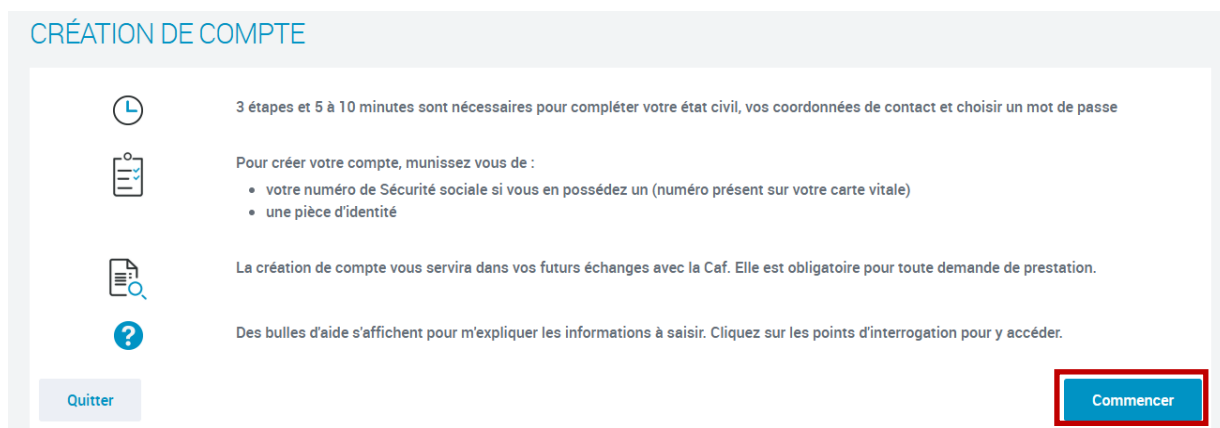 CRÉATION DE COMPTE
3 étapes et 5 à 10 minutes sont nécessaires pour compléter votre état civil, vos coordonnées de contact et choisir un mot de passe
Pour créer votre compte, munissez vous de :
• votre numéro de Sécurité sociale si vous en possédez un (numéro présent sur votre carte vitale)
• une pièce d'identité
La création de compte vous servira dans vos futurs échanges avec la Caf. Elle est obligatoire pour toute demande de prestation.
? Des bulles d'aide s'affichent pour m'expliquer les informations à saisir. Cliquez sur les points d'interrogation pour y accéder.
Quitter Commencer